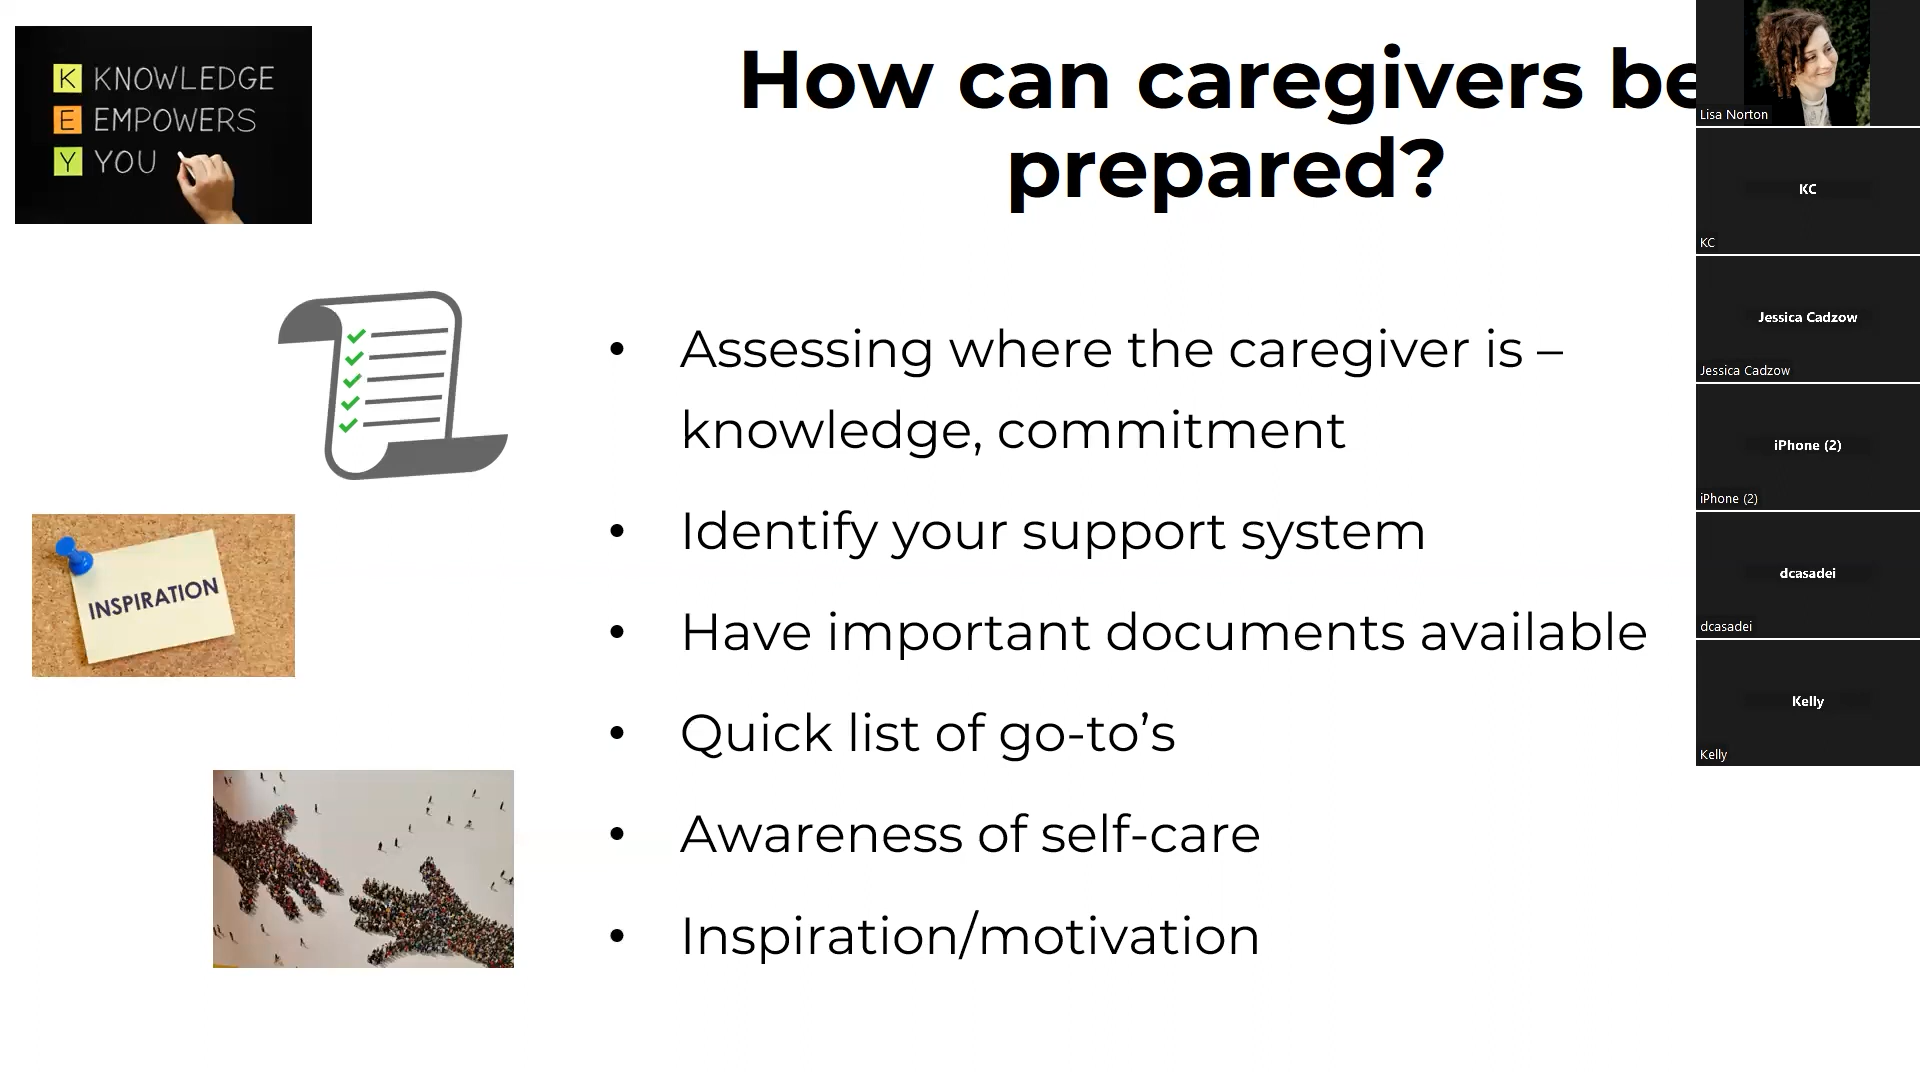 K KNOWLEDGE
E EMPOWERS
Y YOU
How can caregivers be
prepared?
• Assessing where the caregiver is –
knowledge, commitment
• Identify your support system
• Have important documents available
• Quick list of go-to’s
• Awareness of self-care
• Inspiration/motivation
INSPIRATION
Lisa Norton
KC
KC
Jessica Cadzow
Jessica Cadzow
iPhone (2)
iPhone (2)
dcasadei
dcasadei
Kelly
Kelly